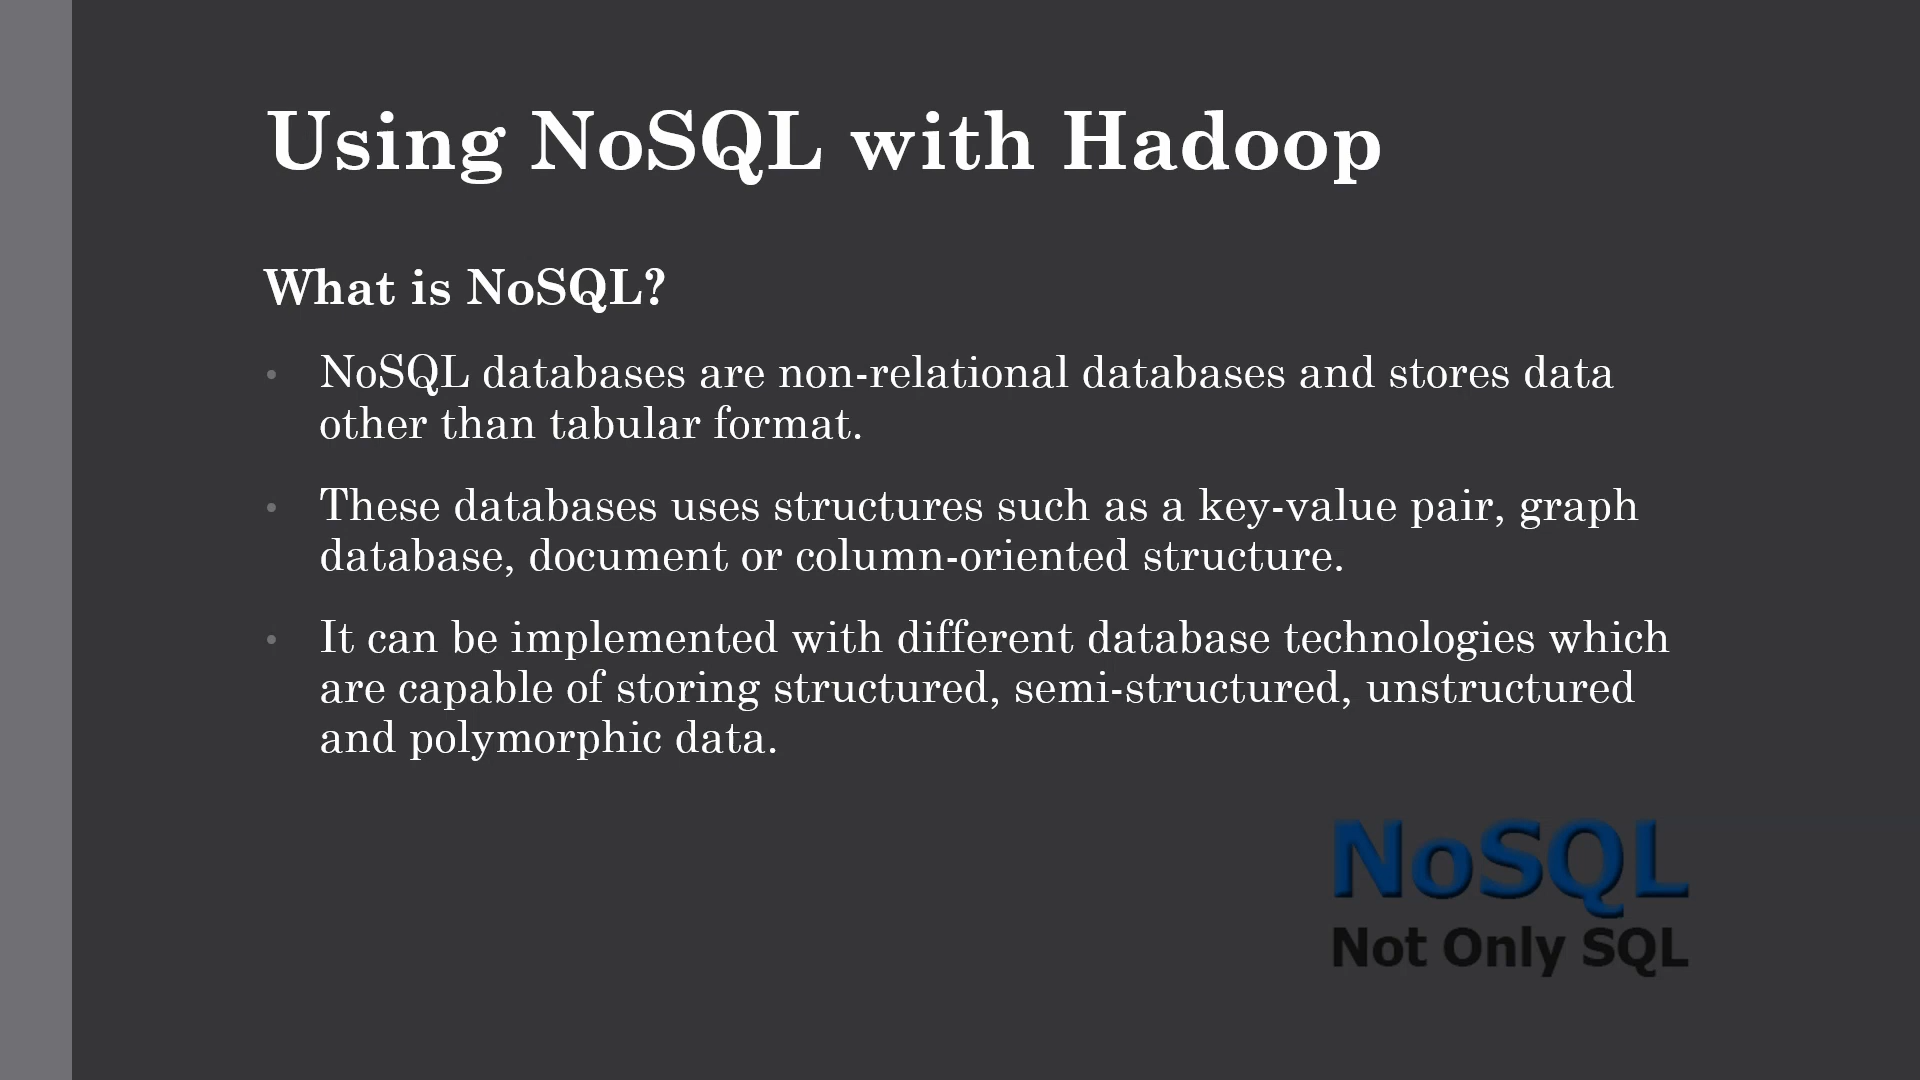 Using NoSQL with Hadoop
What is NoSQL?
• NoSQL databases are non-relational databases and stores data
other than tabular format.
• These databases uses structures such as a key-value pair, graph
database, document or column-oriented structure.
• It can be implemented with different database technologies which
are capable of storing structured, semi-structured, unstructured
and polymorphic data.
NoSQL
Not Only SQL